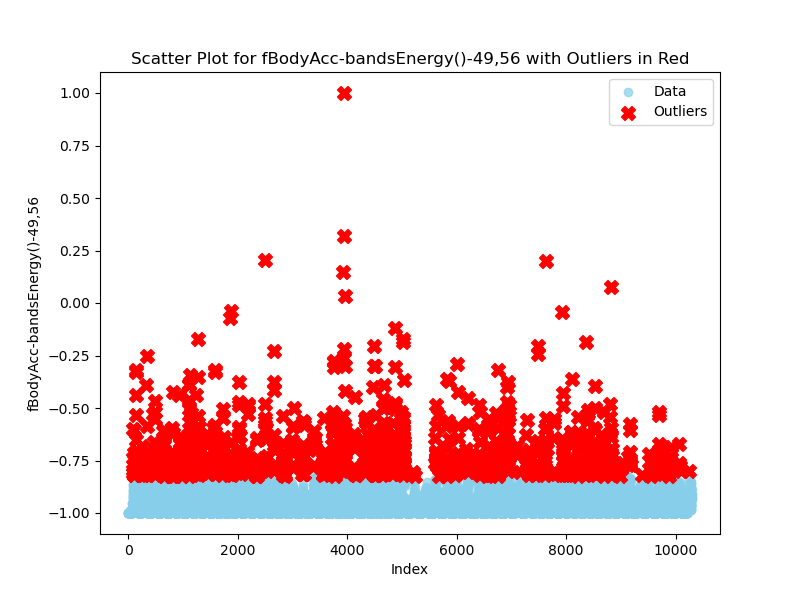 Scatter Plot for fBodyAcc-bandsEnergy()-49,56 with Outliers in Red
Data
Outliers
1.00
0.75
0.50
0.25
0.00
−0.25
−0.50
−0.75
−1.00
fBodyAcc-bandsEnergy()-49,56
0 2000 4000 6000 8000 10000
Index